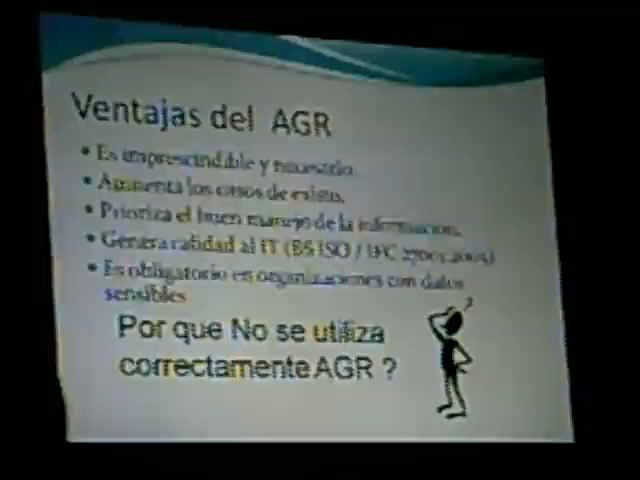 Ventajas del AGR
• Es imprescindible y necesario.
• Aumenta los casos de exito.
• Prioriza el buen manejo de la informacion.
• Genera calidad al IT (BS ISO / IEC 27001:2005)
• Es obligatorio en organizaciones con datos
sensibles
Por que No se utiliza
correctamente AGR ?